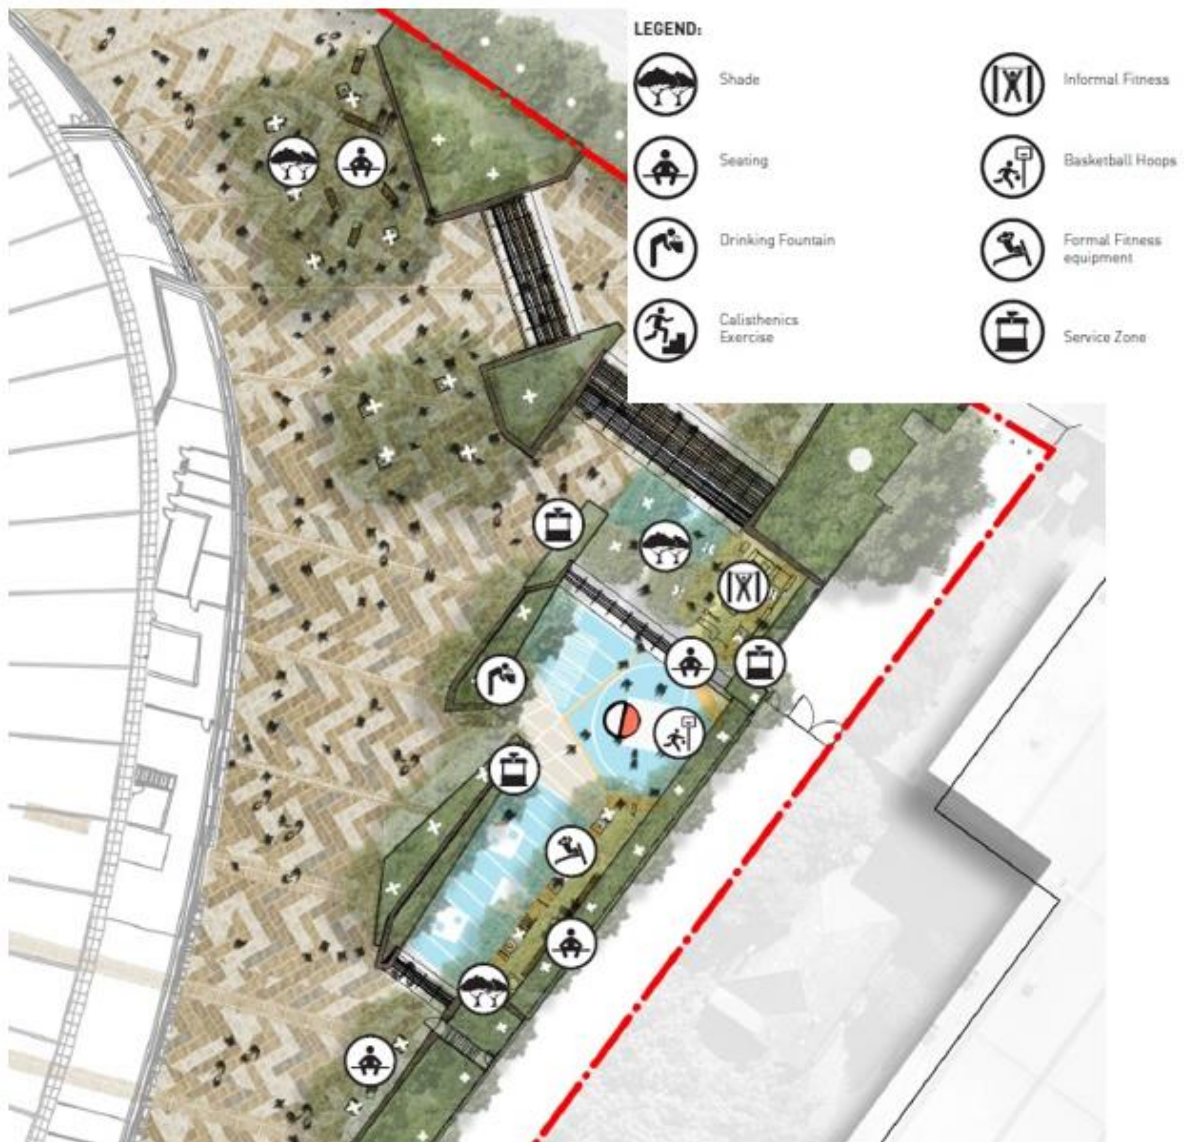 LEGEND:
Shade
Informal Fitness
Seating
Basketball Hoops
Drinking Fountain
Formal Fitness
equipment
Calisthenics
Exercise
Service Zone